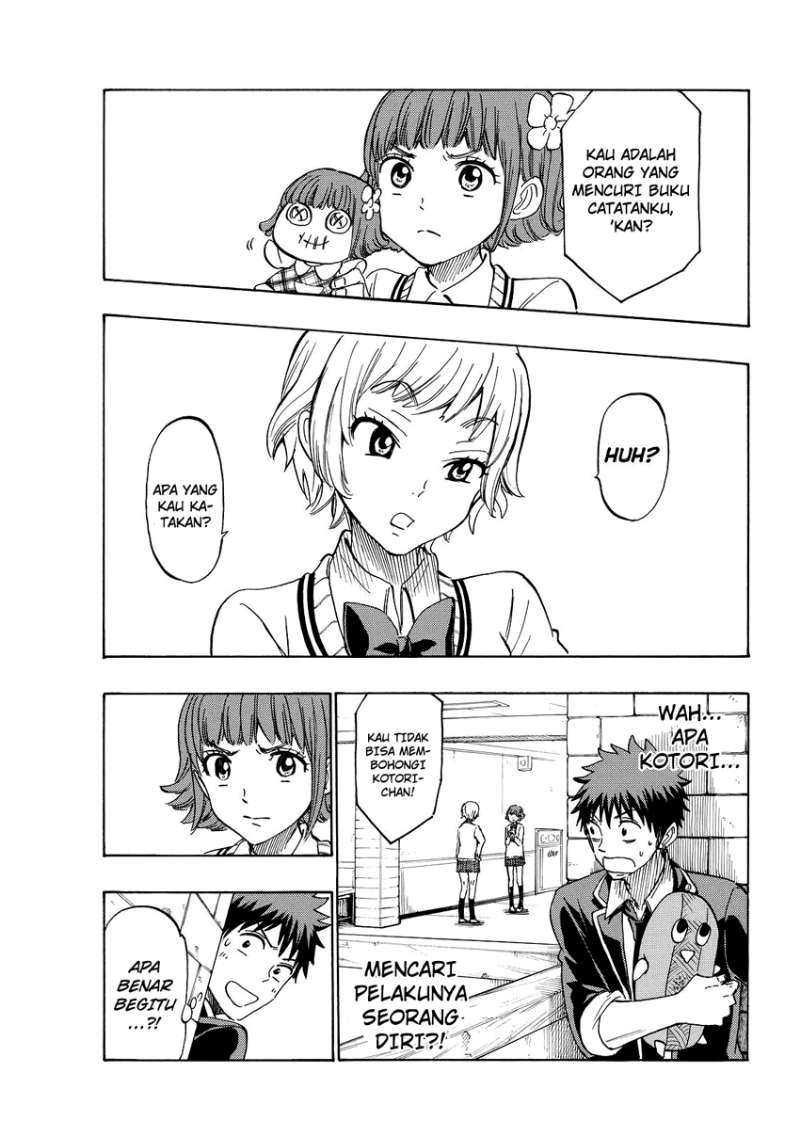 KAU ADALAH
ORANG YANG
MENCURI BUKU
CATATANKU,
'KAN?
HUH?
APA YANG
KAU KA-
TAKAN?
WAH...
APA
KOTORI...
KAU TIDAK
BISA MEM-
BOHONGI
KOTORI-
CHAN!
MENCARI
PELAKUNYA
SEORANG
DIRI?!
APA
BENAR
BEGITU
...?!